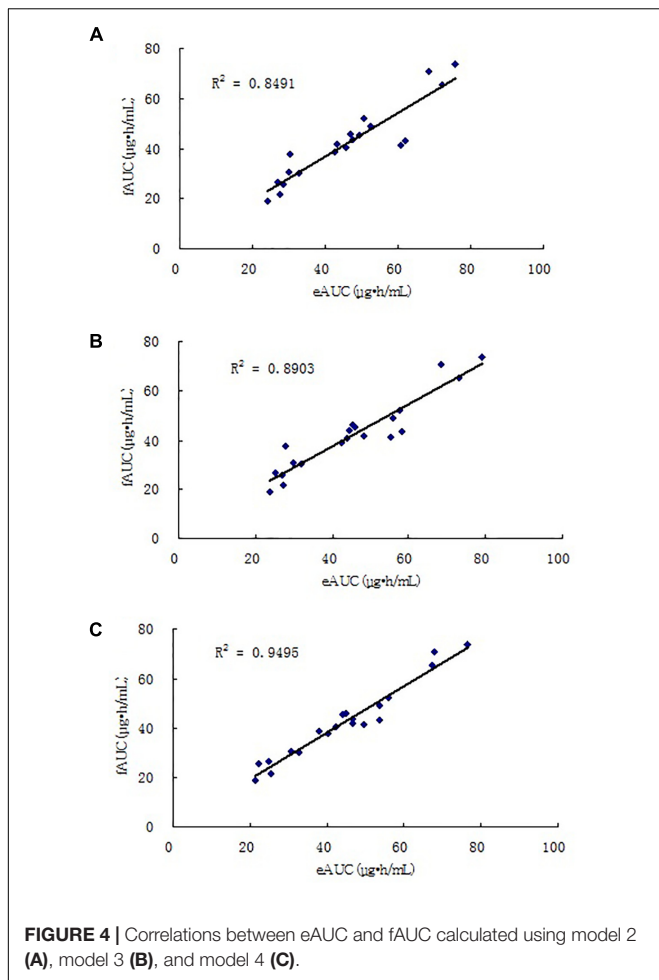 A
R² = 0.8491
fAUC (µg•h/mL)
80
60
40
20
0
0 20 40 60 80 100
eAUC (µg•h/mL)
B
R² = 0.8903
fAUC (µg•h/mL)
80
60
40
20
0
0 20 40 60 80 100
eAUC (µg•h/mL)
C
R² = 0.9495
fAUC (µg•h/mL)
80
60
40
20
0
0 20 40 60 80 100
eAUC (µg•h/mL)
FIGURE 4 | Correlations between eAUC and fAUC calculated using model 2
(A), model 3 (B), and model 4 (C).